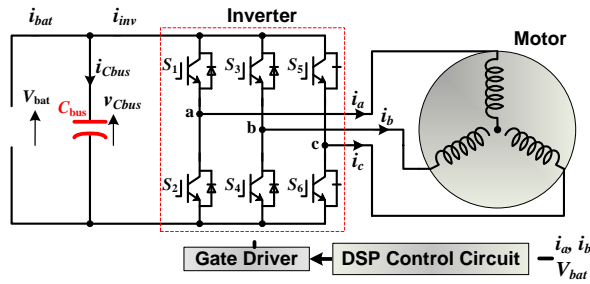 i_bat i_inv Inverter
Motor
i_Cbus S_1 S_3 S_5
i_a
V_bat C_bus v_Cbus a i_b
b
c
i_c
S_2 S_4 S_6
Gate Driver DSP Control Circuit i_a, i_b
V_bat